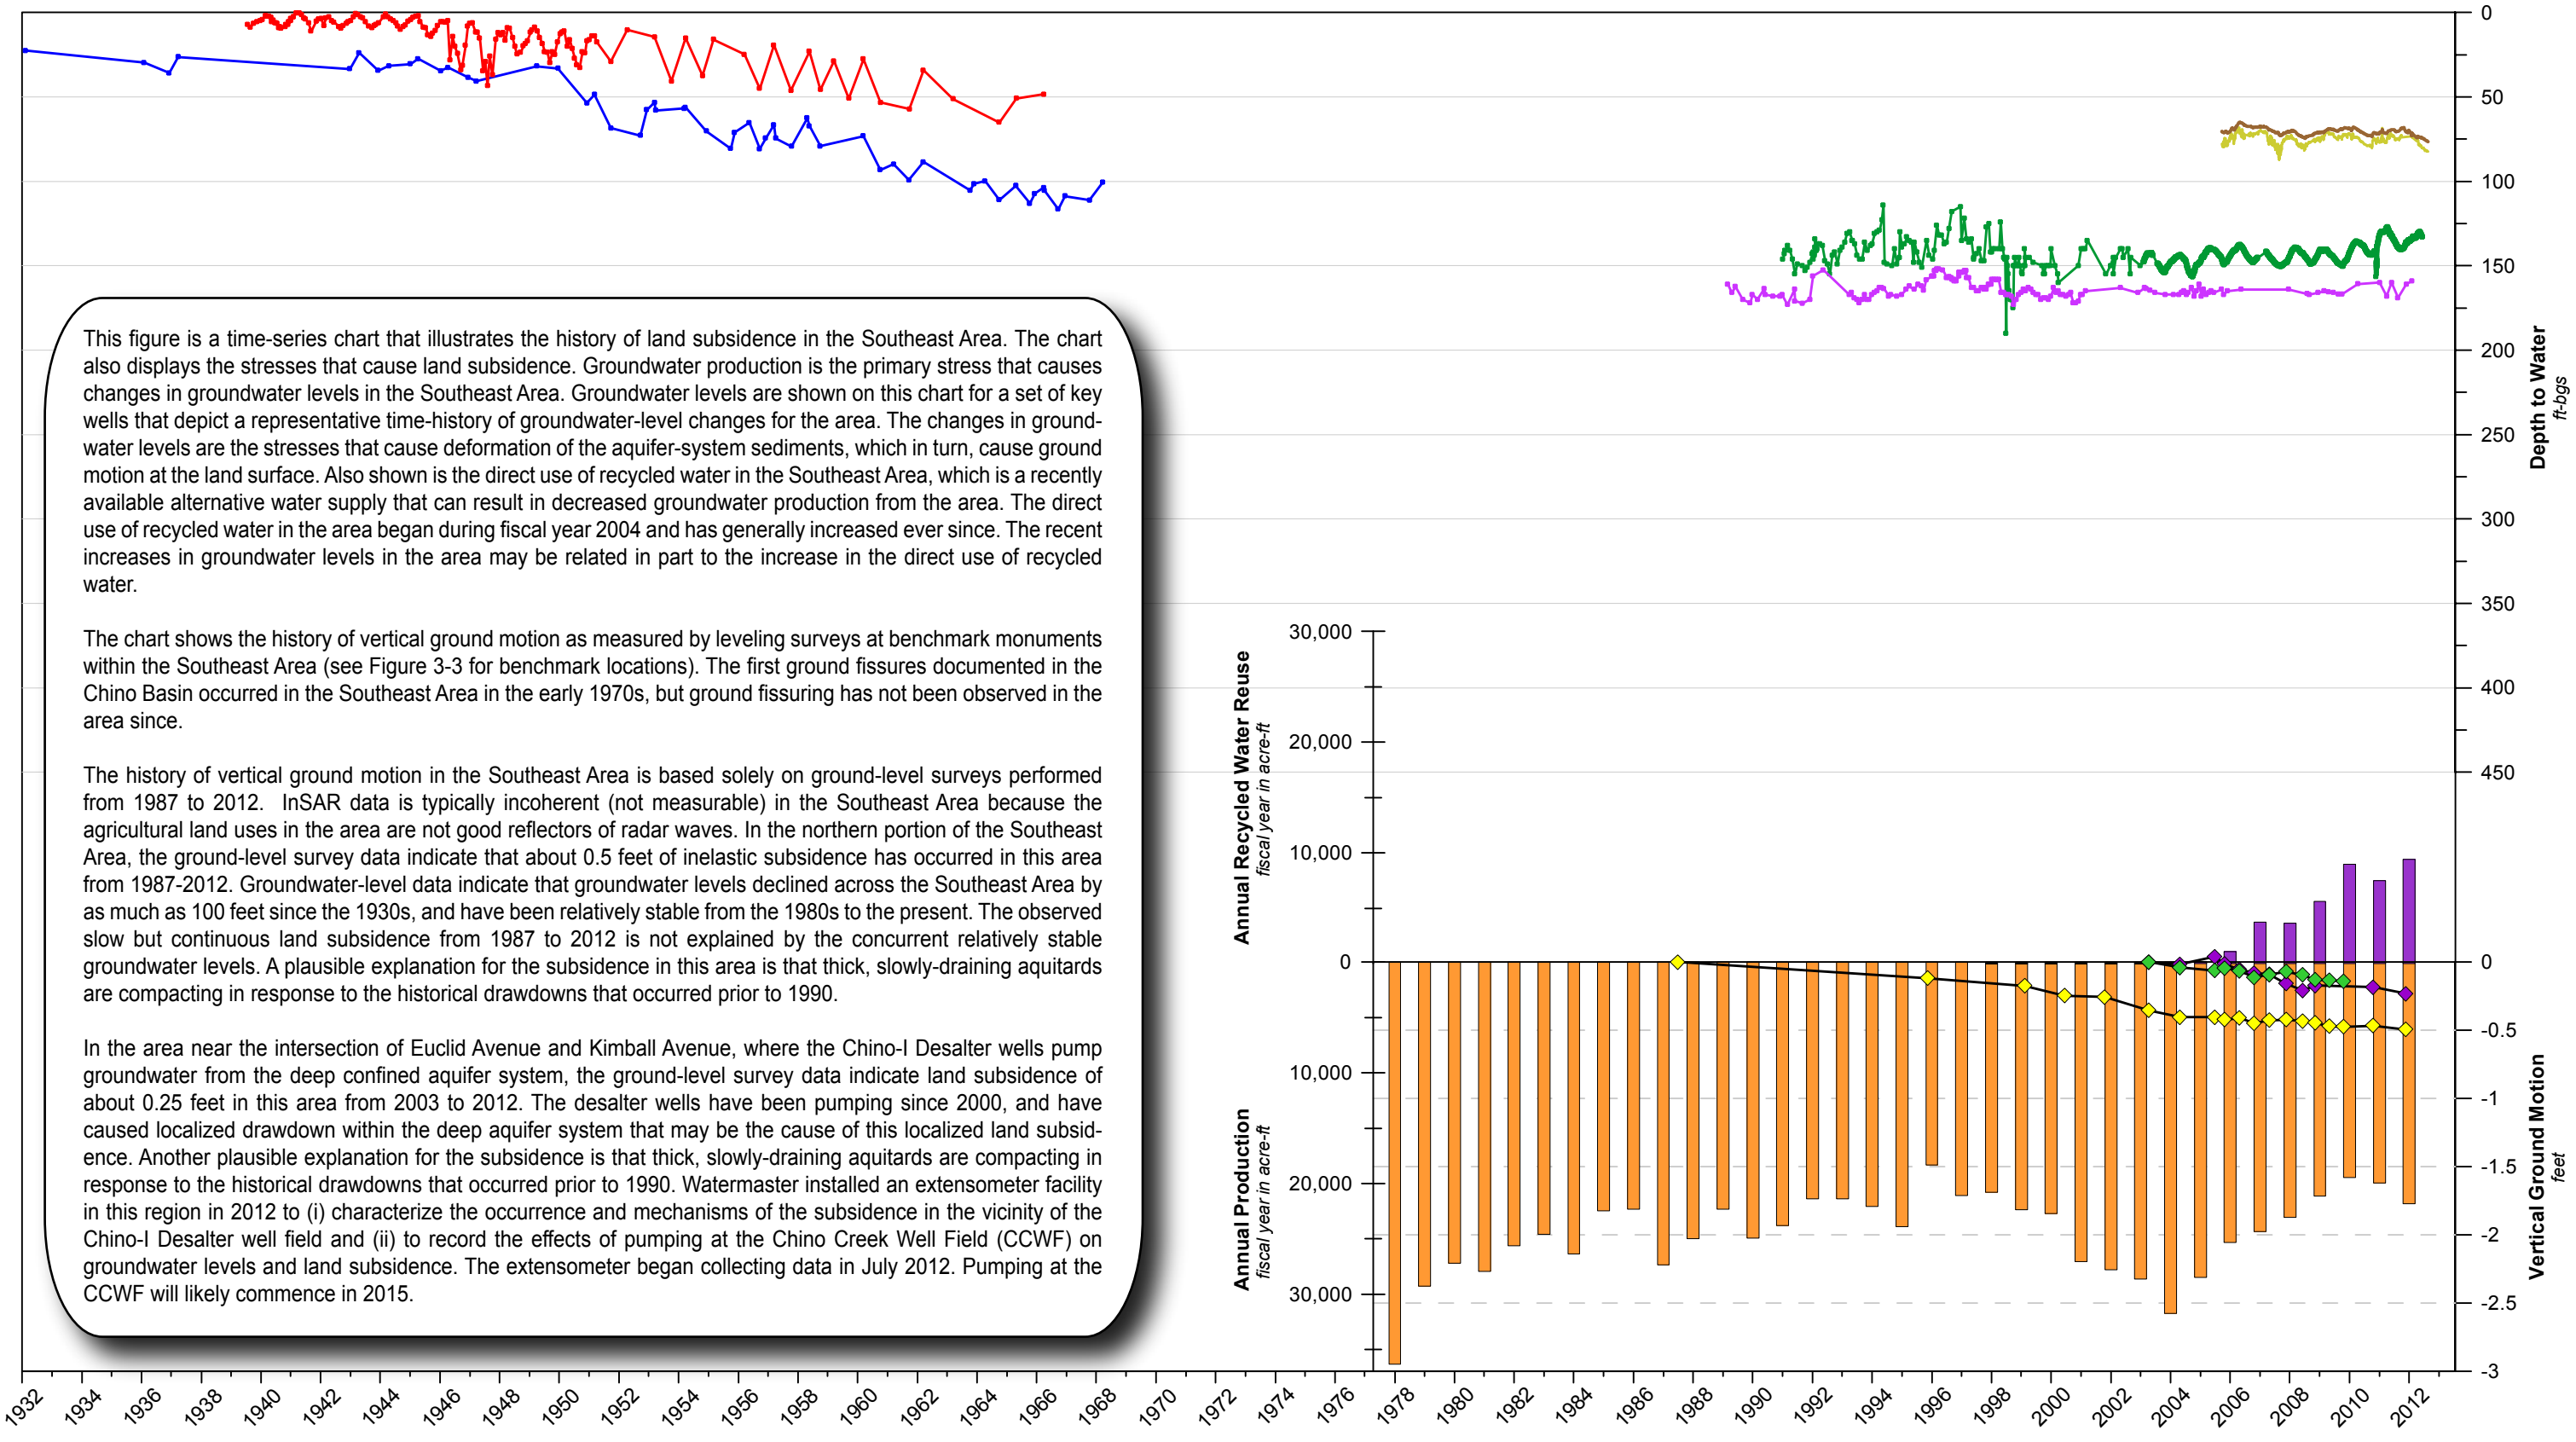 This figure is a time-series chart that illustrates the history of land subsidence in the Southeast Area. The chart
also displays the stresses that cause land subsidence. Groundwater production is the primary stress that causes
changes in groundwater levels in the Southeast Area. Groundwater levels are shown on this chart for a set of key
wells that depict a representative time-history of groundwater-level changes for the area. The changes in ground-
water levels are the stresses that cause deformation of the aquifer-system sediments, which in turn, cause ground
motion at the land surface. Also shown is the direct use of recycled water in the Southeast Area, which is a recently
available alternative water supply that can result in decreased groundwater production from the area. The direct
use of recycled water in the area began during fiscal year 2004 and has generally increased ever since. The recent
increases in groundwater levels in the area may be related in part to the increase in the direct use of recycled
water.
The chart shows the history of vertical ground motion as measured by leveling surveys at benchmark monuments
within the Southeast Area (see Figure 3-3 for benchmark locations). The first ground fissures documented in the
Chino Basin occurred in the Southeast Area in the early 1970s, but ground fissuring has not been observed in the
area since.
The history of vertical ground motion in the Southeast Area is based solely on ground-level surveys performed
from 1987 to 2012. InSAR data is typically incoherent (not measurable) in the Southeast Area because the
agricultural land uses in the area are not good reflectors of radar waves. In the northern portion of the Southeast
Area, the ground-level survey data indicate that about 0.5 feet of inelastic subsidence has occurred in this area
from 1987-2012. Groundwater-level data indicate that groundwater levels declined across the Southeast Area by
as much as 100 feet since the 1930s, and have been relatively stable from the 1980s to the present. The observed
slow but continuous land subsidence from 1987 to 2012 is not explained by the concurrent relatively stable
groundwater levels. A plausible explanation for the subsidence in this area is that thick, slowly-draining aquitards
are compacting in response to the historical drawdowns that occurred prior to 1990.
In the area near the intersection of Euclid Avenue and Kimball Avenue, where the Chino-I Desalter wells pump
groundwater from the deep confined aquifer system, the ground-level survey data indicate land subsidence of
about 0.25 feet in this area from 2003 to 2012. The desalter wells have been pumping since 2000, and have
caused localized drawdown within the deep aquifer system that may be the cause of this localized land subsid-
ence. Another plausible explanation for the subsidence is that thick, slowly-draining aquitards are compacting in
response to the historical drawdowns that occurred prior to 1990. Watermaster installed an extensometer facility
in this region in 2012 to (i) characterize the occurrence and mechanisms of the subsidence in the vicinity of the
Chino-I Desalter well field and (ii) to record the effects of pumping at the Chino Creek Well Field (CCWF) on
groundwater levels and land subsidence. The extensometer began collecting data in July 2012. Pumping at the
CCWF will likely commence in 2015.
Annual Recycled Water Reuse
fiscal year in acre-ft
30,000
20,000
10,000
0
Annual Production
fiscal year in acre-ft
10,000
20,000
30,000
0
50
100
150
200
250
300
350
400
450
Depth to Water
ft-bgs
-0.5
-1
-1.5
-2
-2.5
-3
Vertical Ground Motion
feet
1932
1934
1936
1938
1940
1942
1944
1946
1948
1950
1952
1954
1956
1958
1960
1962
1964
1966
1968
1970
1972
1974
1976
1978
1980
1982
1984
1986
1988
1990
1992
1994
1996
1998
2000
2002
2004
2006
2008
2010
2012